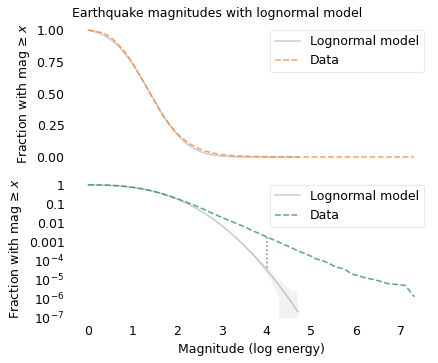 Earthquake magnitudes with lognormal model
Fraction with mag ≥ x
1.00
0.75
0.50
0.25
0.00
Lognormal model
Data
Fraction with mag ≥ x
1
0.1
0.01
0.001
10⁻⁴
10⁻⁵
10⁻⁶
10⁻⁷
Lognormal model
Data
0 1 2 3 4 5 6 7
Magnitude (log energy)